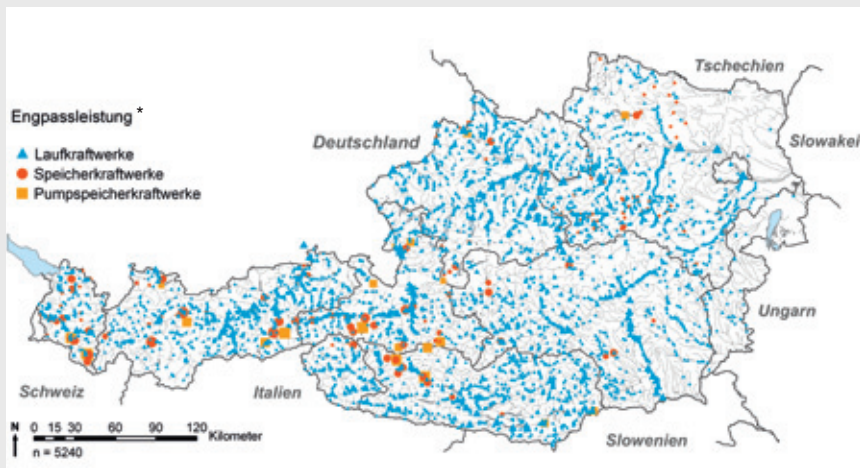 Tschechien
Engpassleistung *
Deutschland
Slowakei
Laufkraftwerke
Speicherkraftwerke
Pumpspeicherkraftwerke
Ungarn
Schweiz
Italien
Slowenien
N
0 15 30 60 90 120
Kilometer
n = 5240